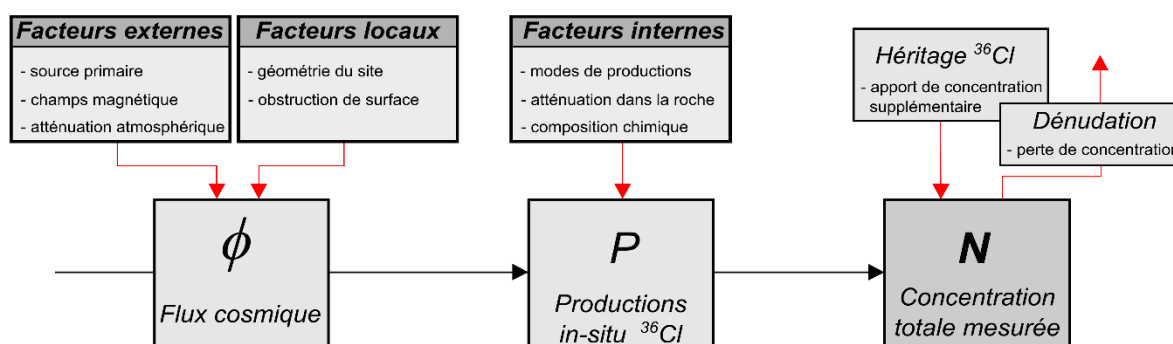 Facteurs externes
- source primaire
- champs magnétique
- atténuation atmosphérique
Facteurs locaux
- géométrie du site
- obstruction de surface
Facteurs internes
- modes de productions
- atténuation dans la roche
- composition chimique
Héritage ³⁶Cl
- apport de concentration
supplémentaire
Dénudation
- perte de concentration
ϕ
Flux cosmique
P
Productions
in-situ ³⁶Cl
N
Concentration
totale mesurée